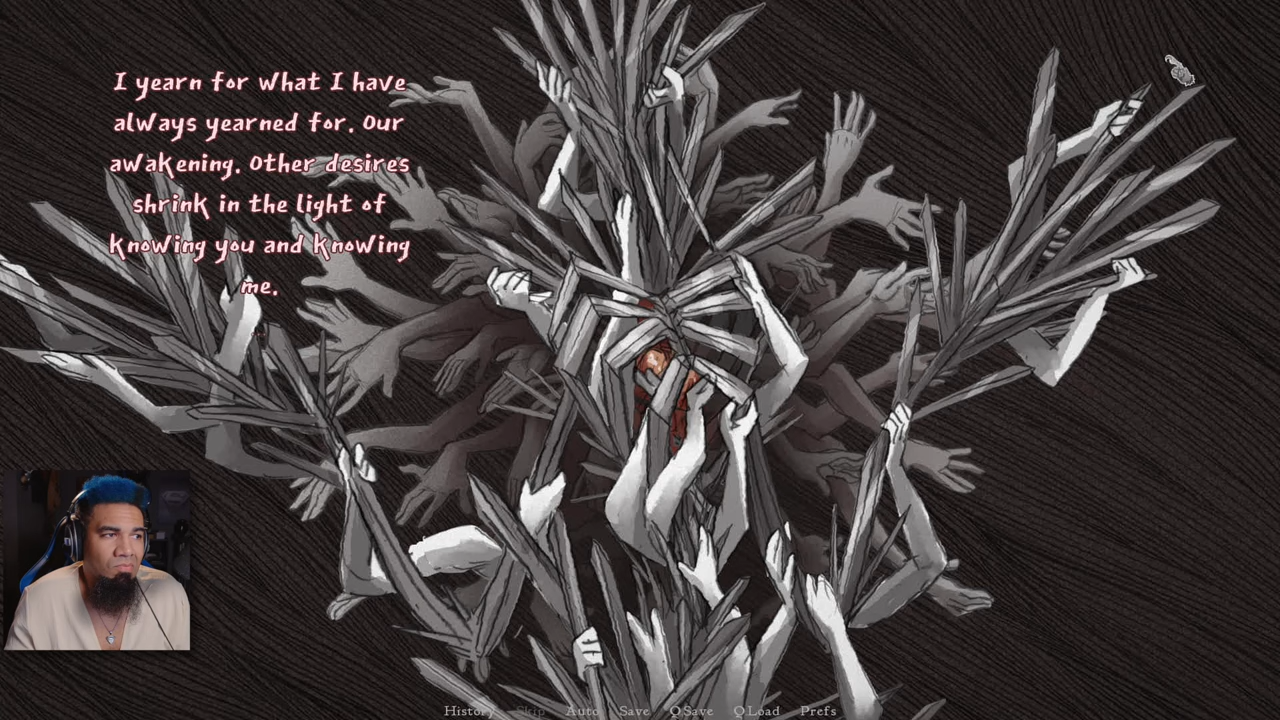 I yearn for what I have
always yearned for. Our
awakening. Other desires
shrink in the light of
knowing you and knowing
me.
History Skip Auto Save Q.Save Q.Load Prefs